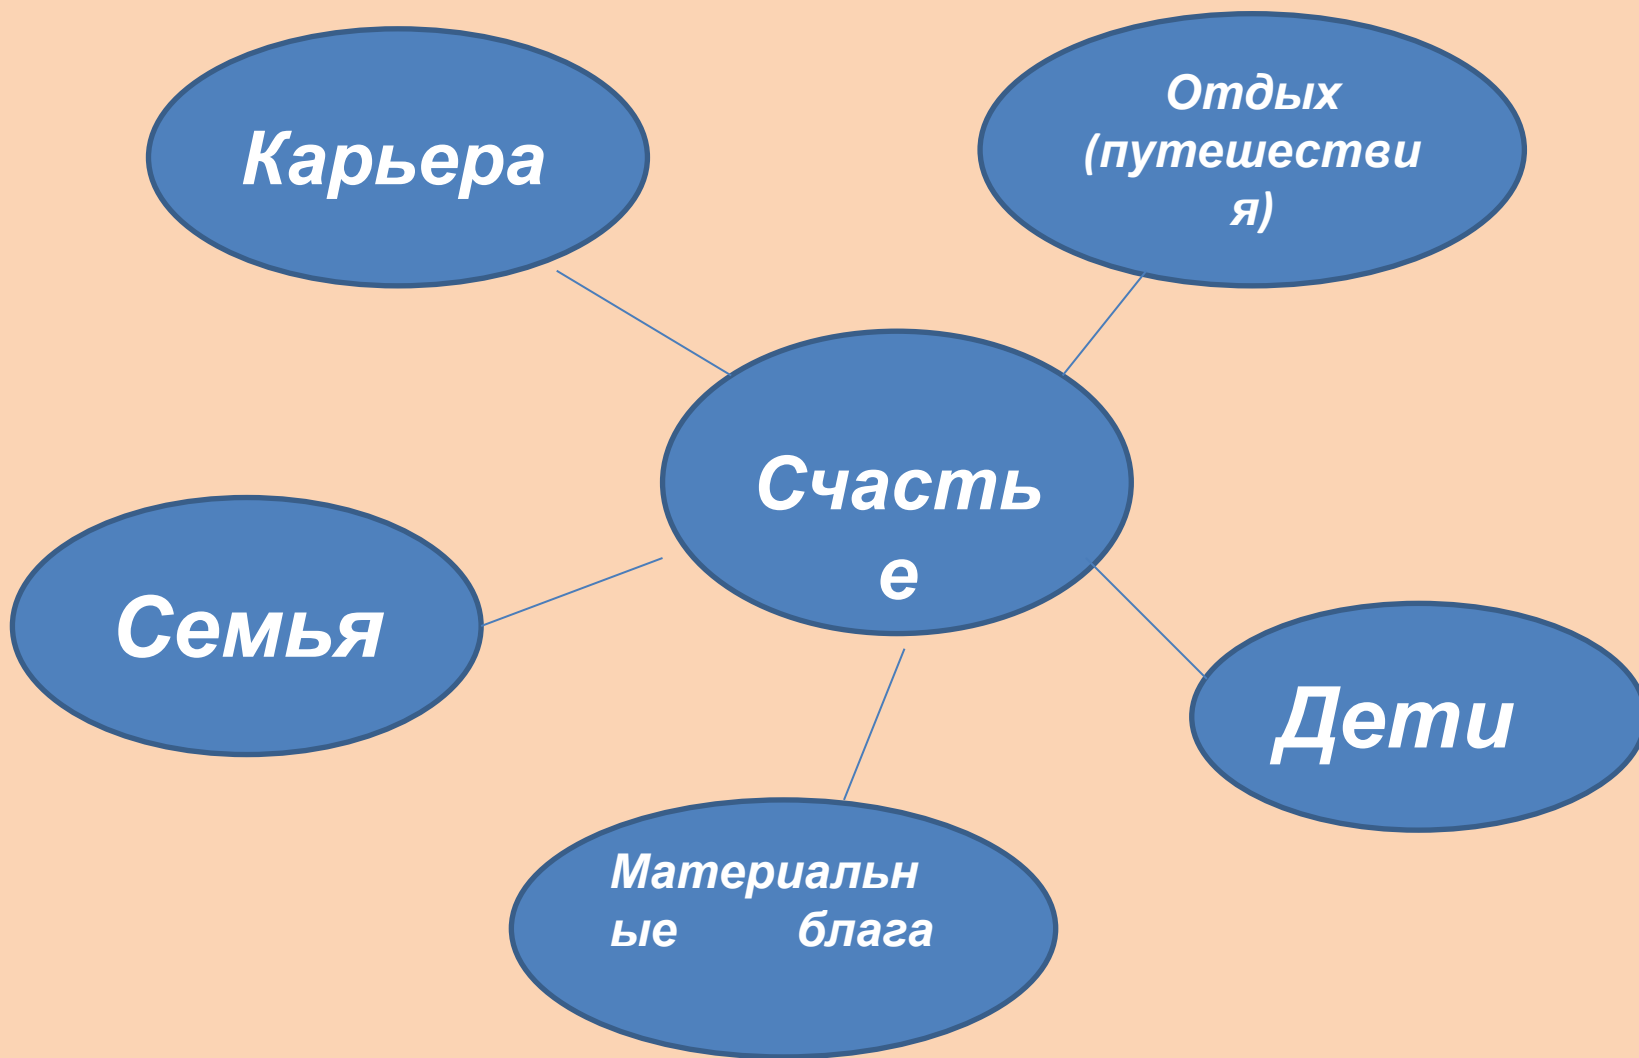 Карьера
Отдых
(путешестви
я)
Счасть
е
Семья
Дети
Материальн
ые блага